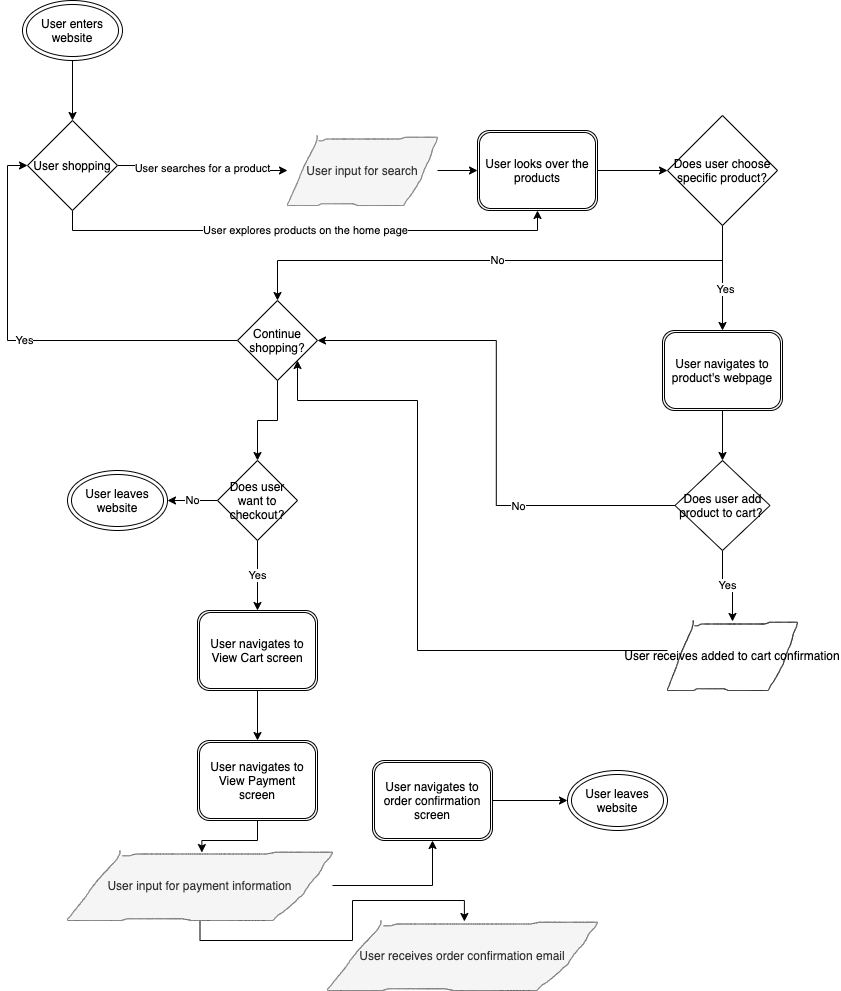 User enters
website
User shopping
User searches for a product
User input for search
User looks over the
products
Does user choose
specific product?
User explores products on the home page
No
Yes
Continue
shopping?
Yes
User navigates to
product's webpage
Does user
want to
checkout?
No
User leaves
website
Does user add
product to cart?
No
Yes
Yes
User navigates to
View Cart screen
User receives added to cart confirmation
User navigates to
View Payment
screen
User navigates to
order confirmation
screen
User leaves
website
User input for payment information
User receives order confirmation email